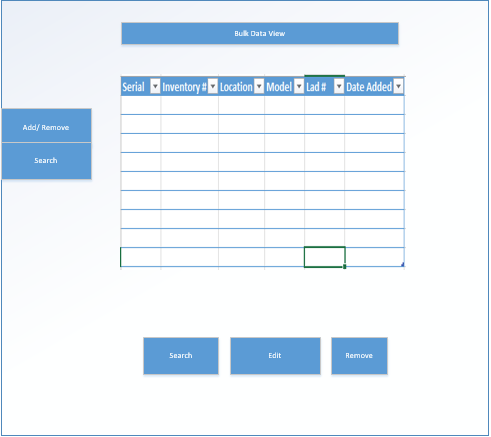 Bulk Data View
Serial Inventory # Location Model Lad # Date Added
Add/ Remove
Search
Search Edit Remove